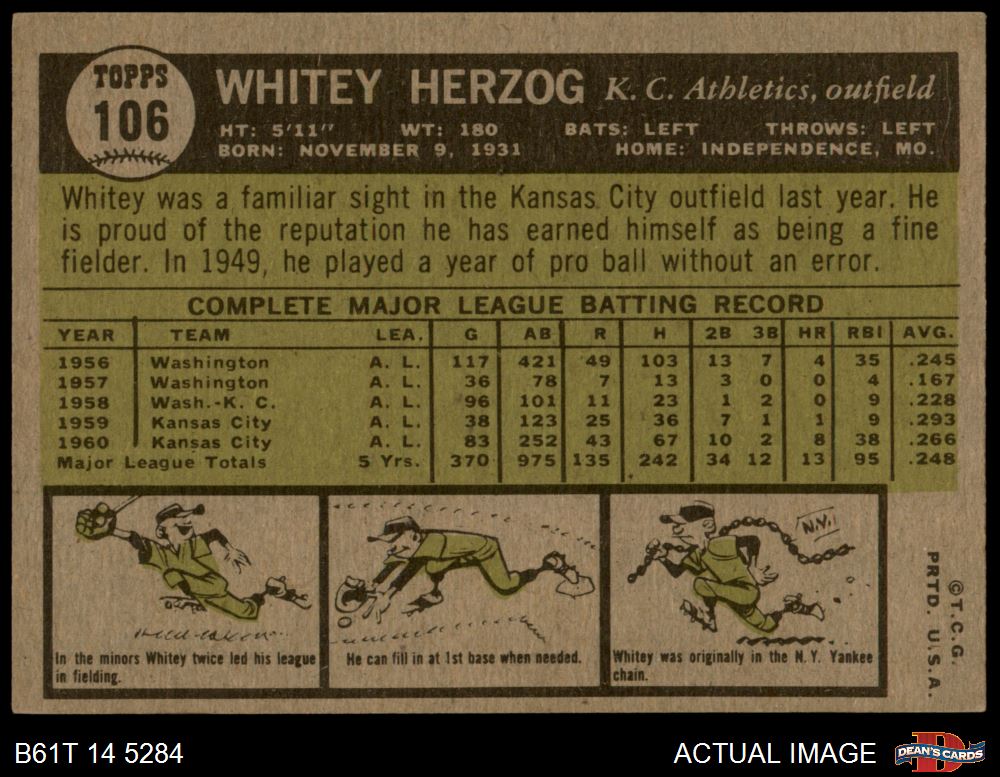 TOPPS
106
WHITEY HERZOG K. C. Athletics, outfield
HT: 5'11" WT: 180 BATS: LEFT THROWS: LEFT
BORN: NOVEMBER 9, 1931 HOME: INDEPENDENCE, MO.
Whitey was a familiar sight in the Kansas City outfield last year. He
is proud of the reputation he has earned himself as being a fine
fielder. In 1949, he played a year of pro ball without an error.
COMPLETE MAJOR LEAGUE BATTING RECORD
YEAR TEAM LEA. G AB R H 2B 3B HR RBI AVG.
1956 Washington A. L. 117 421 49 103 13 7 4 35 .245
1957 Washington A. L. 36 78 7 13 3 0 0 4 .167
1958 Wash.-K. C. A. L. 96 101 11 23 1 2 0 9 .228
1959 Kansas City A. L. 38 123 25 36 7 1 1 9 .293
1960 Kansas City A. L. 83 252 43 67 10 2 8 38 .266
Major League Totals 5 Yrs. 370 975 135 242 34 12 13 95 .248
In the minors Whitey twice led his league
in fielding.
He can fill in at 1st base when needed.
N.Y.
Whitey was originally in the N.Y. Yankee
chain.
©T.C.G.
PRTD. U.S.A.
B61T 14 5284
ACTUAL IMAGE
D
DEAN'S CARDS